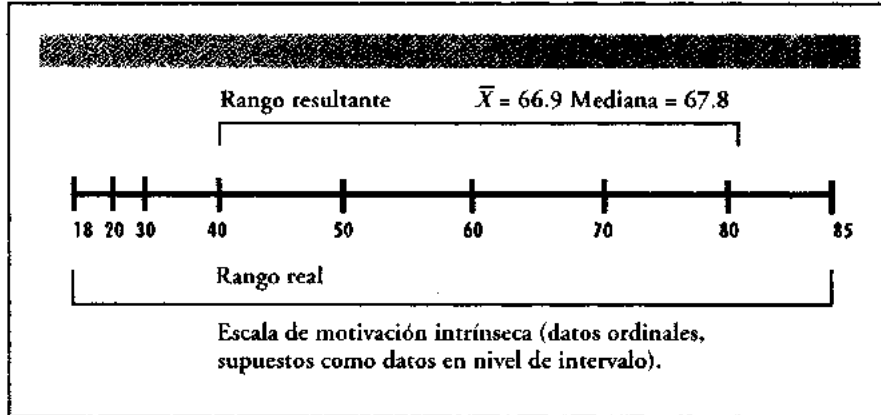 Rango resultante X̄ = 66.9 Mediana = 67.8
18 20 30 40 50 60 70 80 85
Rango real
Escala de motivación intrínseca (datos ordinales,
supuestos como datos en nivel de intervalo).